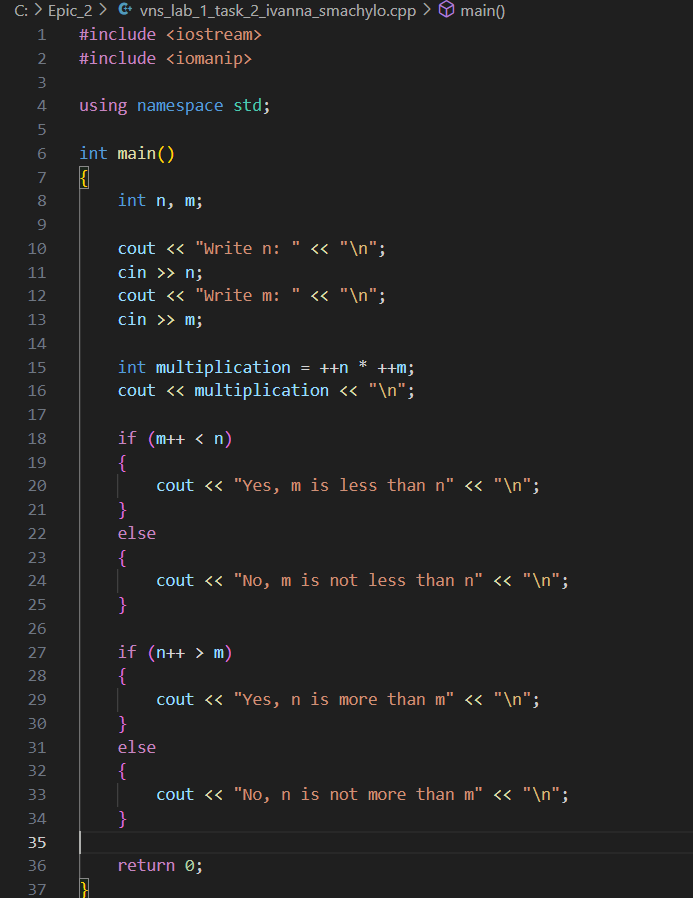 C: > Epic_2 > vns_lab_1_task_2_ivanna_smachylo.cpp > main()
1 #include <iostream>
2 #include <iomanip>
3
4 using namespace std;
5
6 int main()
7 {
8     int n, m;
9
10     cout << "Write n: " << "\n";
11     cin >> n;
12     cout << "Write m: " << "\n";
13     cin >> m;
14
15     int multiplication = ++n * ++m;
16     cout << multiplication << "\n";
17
18     if (m++ < n)
19     {
20         cout << "Yes, m is less than n" << "\n";
21     }
22     else
23     {
24         cout << "No, m is not less than n" << "\n";
25     }
26
27     if (n++ > m)
28     {
29         cout << "Yes, n is more than m" << "\n";
30     }
31     else
32     {
33         cout << "No, n is not more than m" << "\n";
34     }
35
36     return 0;
37 }